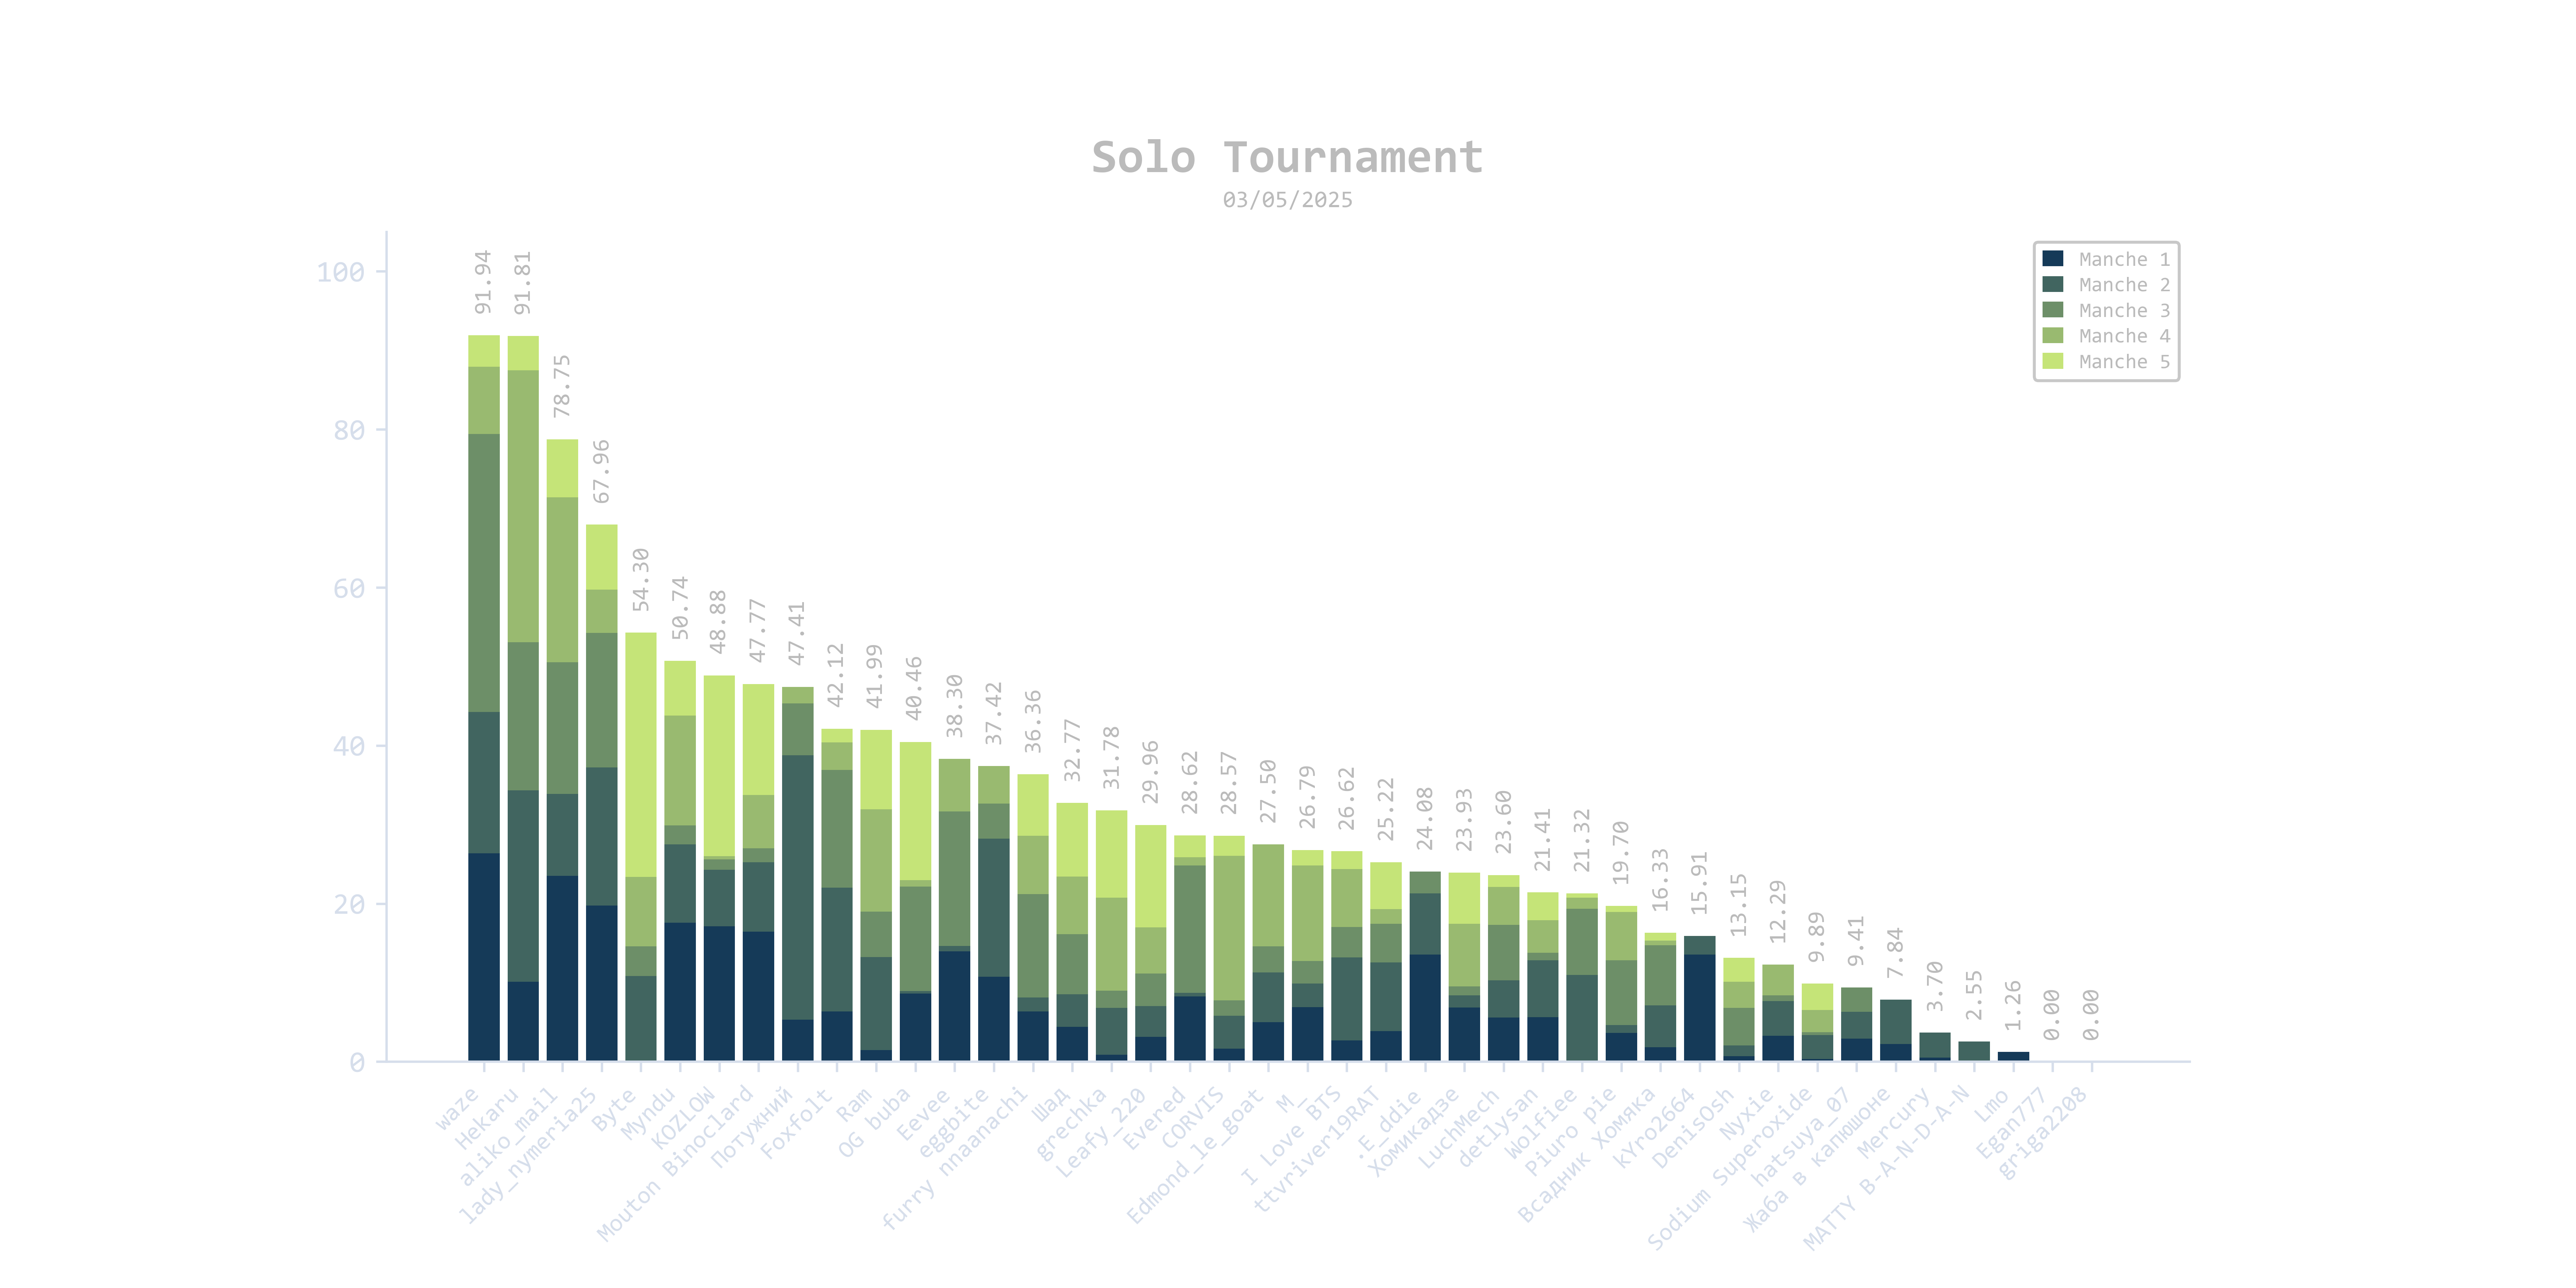 Solo Tournament
03/05/2025
100
80
60
40
20
0
91.94
91.81
78.75
67.96
54.30
50.74
48.88
47.77
47.41
42.12
41.99
40.46
38.30
37.42
36.36
32.77
31.78
29.96
28.62
28.57
27.50
26.79
26.62
25.22
24.08
23.93
23.60
21.41
21.32
19.70
16.33
15.91
13.15
12.29
9.89
9.41
7.84
3.70
2.55
1.26
0.00
0.00
Manche 1
Manche 2
Manche 3
Manche 4
Manche 5
waze
Hekaru
aliko_mail
lady_nymeria25
Byte
Myndu
KOZLOW
Mouton Binoclard
Потужний
Foxfolt
Ram
OG buba
Eevee
eggbite
furry nnanachi
Шад
grechka
Leafy_220
Evered
CORVIS
Edmond_le_goat
M_
I Love BTS
ttvriver19RAT
.E_ddie
Хомикадзе
LuchMech
detlysan
Wolfiee
Piuro pie
Всадник Хомяка
kYro2664
DenisOsh
Nyxie
Sodium Superoxide
hatsuya_07
Жаба в капюшоне
Mercury
MATTY B-A-N-D-A-N
Lmo
Egan777
griga2208